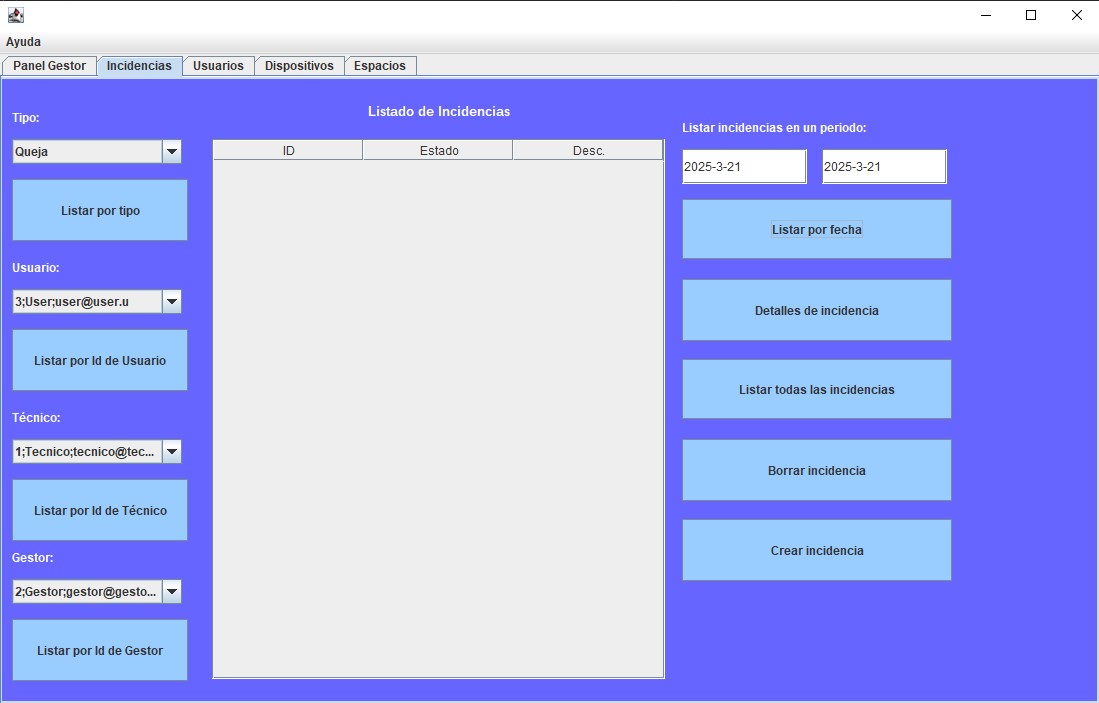 Ayuda
Panel Gestor Incidencias Usuarios Dispositivos Espacios
Tipo:
Queja
Listar por tipo
Usuario:
3;User;user@user.u
Listar por Id de Usuario
Técnico:
1;Tecnico;tecnico@tec...
Listar por Id de Técnico
Gestor:
2;Gestor;gestor@gesto...
Listar por Id de Gestor
Listado de Incidencias
ID Estado Desc.
Listar incidencias en un periodo:
2025-3-21 2025-3-21
Listar por fecha
Detalles de incidencia
Listar todas las incidencias
Borrar incidencia
Crear incidencia